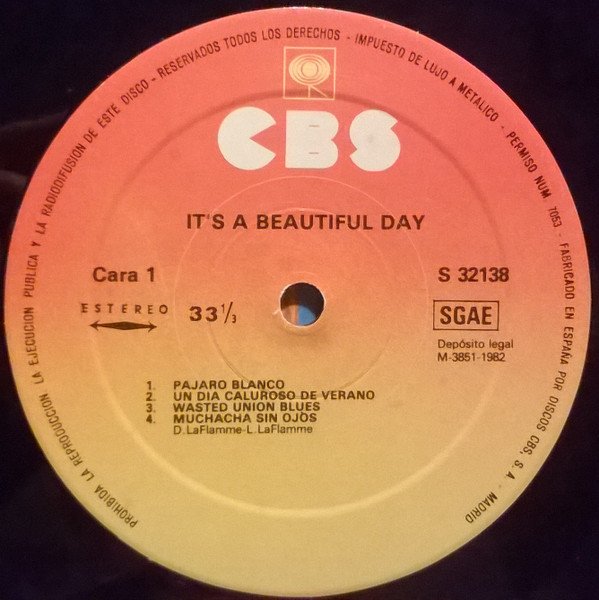 PROHIBIDA LA REPRODUCCION, LA EJECUCION PUBLICA Y LA RADIODIFUSION DE ESTE DISCO - RESERVADOS TODOS LOS DERECHOS - IMPUESTO DE LUJO A METALICO - PERMISO NUM. 7053 - FABRICADO EN ESPAÑA POR DISCOS CBS, S. A. - MADRID
CBS
IT'S A BEAUTIFUL DAY
Cara 1
S 32138
ESTEREO
33 1/3
SGAE
Depósito legal
M-3851-1982
1. PAJARO BLANCO
2. UN DIA CALUROSO DE VERANO
3. WASTED UNION BLUES
4. MUCHACHA SIN OJOS
D. LaFlamme-L. LaFlamme